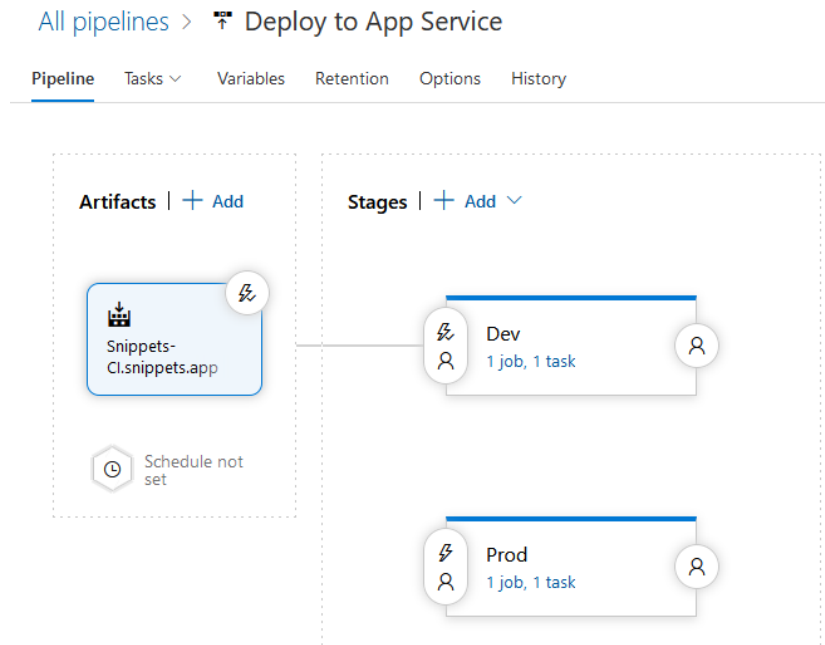 All pipelines > Deploy to App Service
Pipeline Tasks Variables Retention Options History
Artifacts | + Add
Stages | + Add
Snippets-
CI.snippets.app
Schedule not
set
Dev
1 job, 1 task
Prod
1 job, 1 task